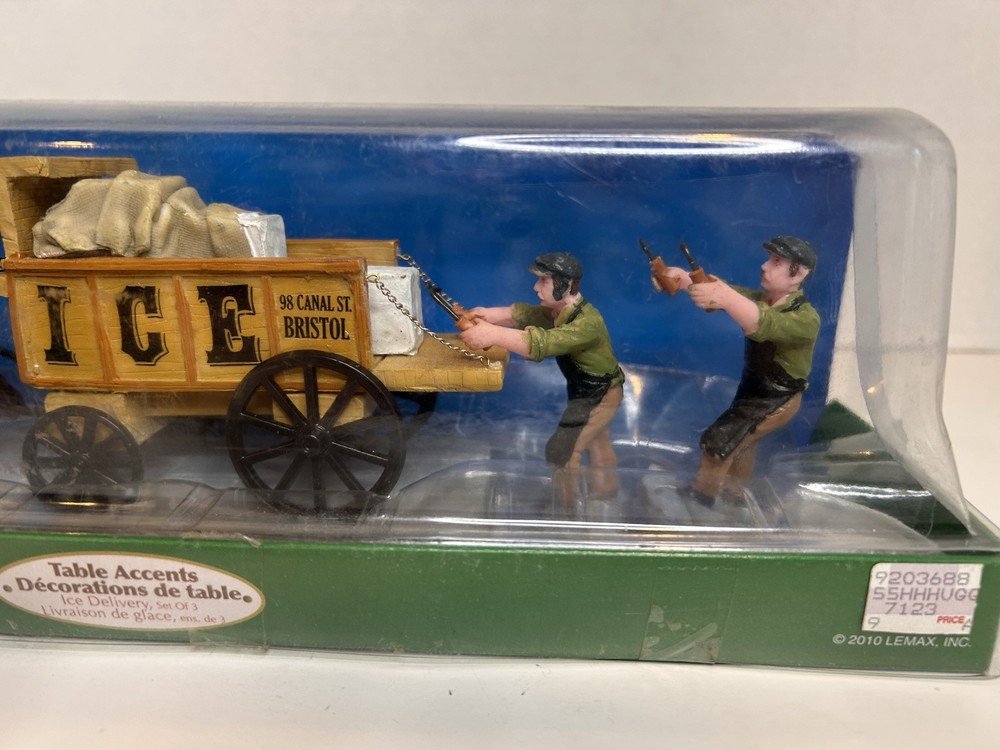 ICE
98 CANAL ST.
BRISTOL
Table Accents
• Décorations de table •
Ice Delivery, Set Of 3
Livraison de glace, ens. de 3
9203688
55HHHUGG
7123
9 PRICE A
© 2010 LEMAX, INC.